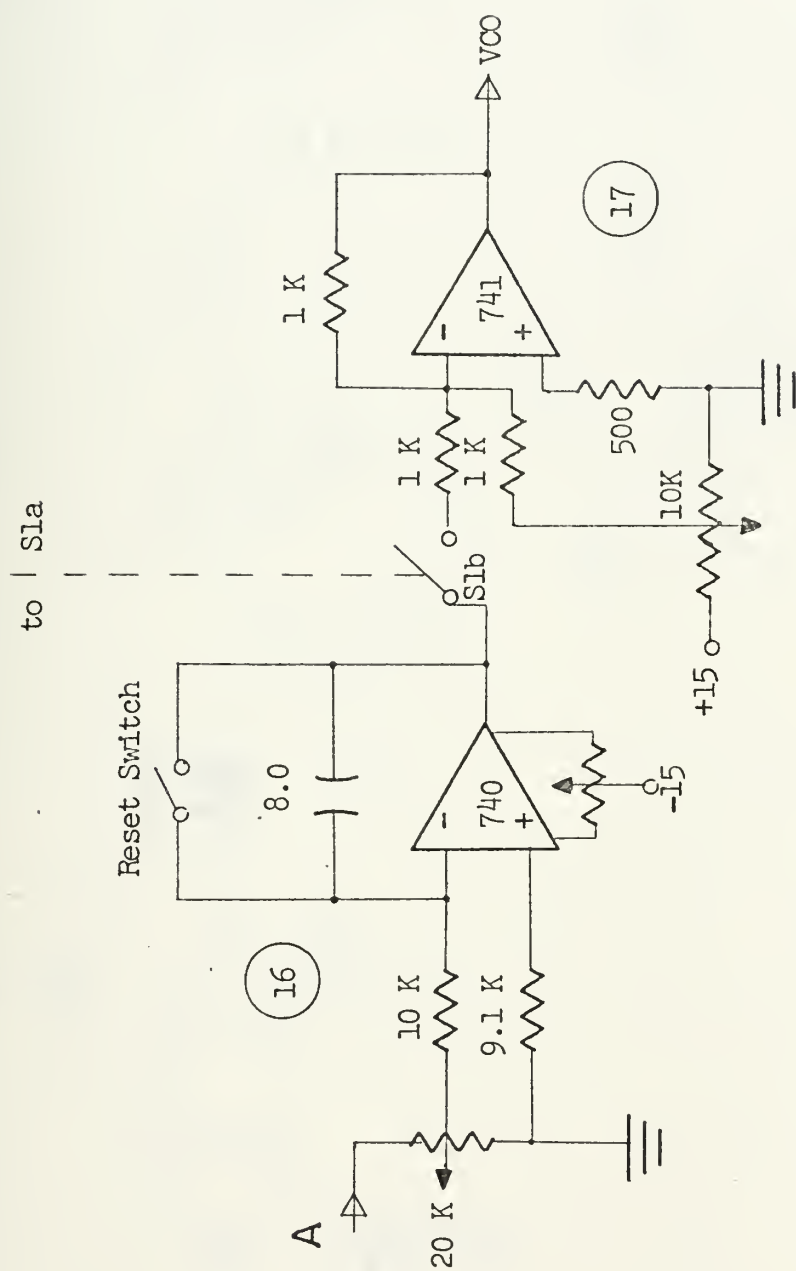 to S1a
Reset Switch
8.0
16
A
20 K
10 K
9.1 K
-
740
+
-15
S1b
1 K
1 K
1 K
-
741
+
500
10K
+15
VCO
17